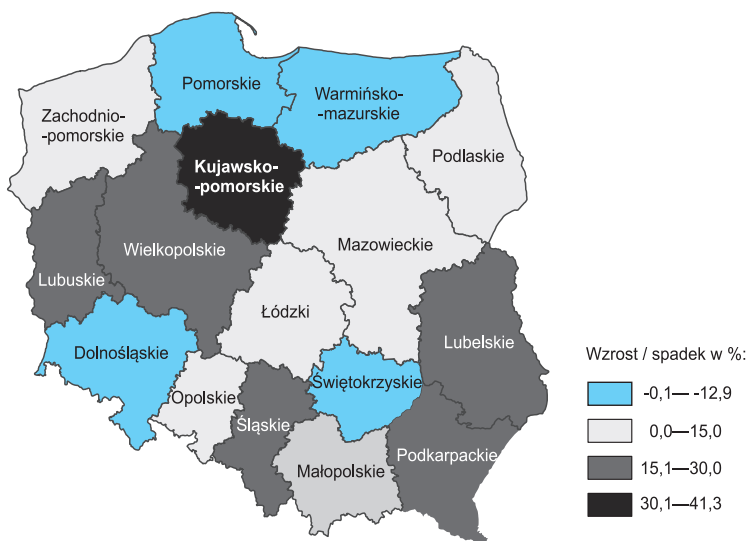 Pomorskie
Warmińsko-
-mazurskie
Zachodnio-
-pomorskie
Podlaskie
Kujawsko-
-pomorskie
Mazowieckie
Wielkopolskie
Lubuskie
Łódzki
Lubelskie
Dolnośląskie
Świętokrzyskie
Opolskie
Śląskie
Podkarpackie
Małopolskie
Wzrost / spadek w %:
-0,1— -12,9
0,0—15,0
15,1—30,0
30,1—41,3